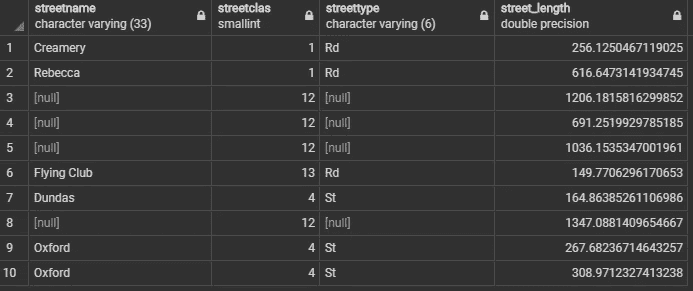 streetname streetclas streettype street_length
character varying (33) smallint character varying (6) double precision
1 Creamery 1 Rd 256.1250467119025
2 Rebecca 1 Rd 616.6473141934745
3 [null] 12 [null] 1206.1815816299852
4 [null] 12 [null] 691.2519929785185
5 [null] 12 [null] 1036.1535347001961
6 Flying Club 13 Rd 149.7706296170653
7 Dundas 4 St 164.86385261106986
8 [null] 12 [null] 1347.0881409654667
9 Oxford 4 St 267.68236714643257
10 Oxford 4 St 308.9712327413238